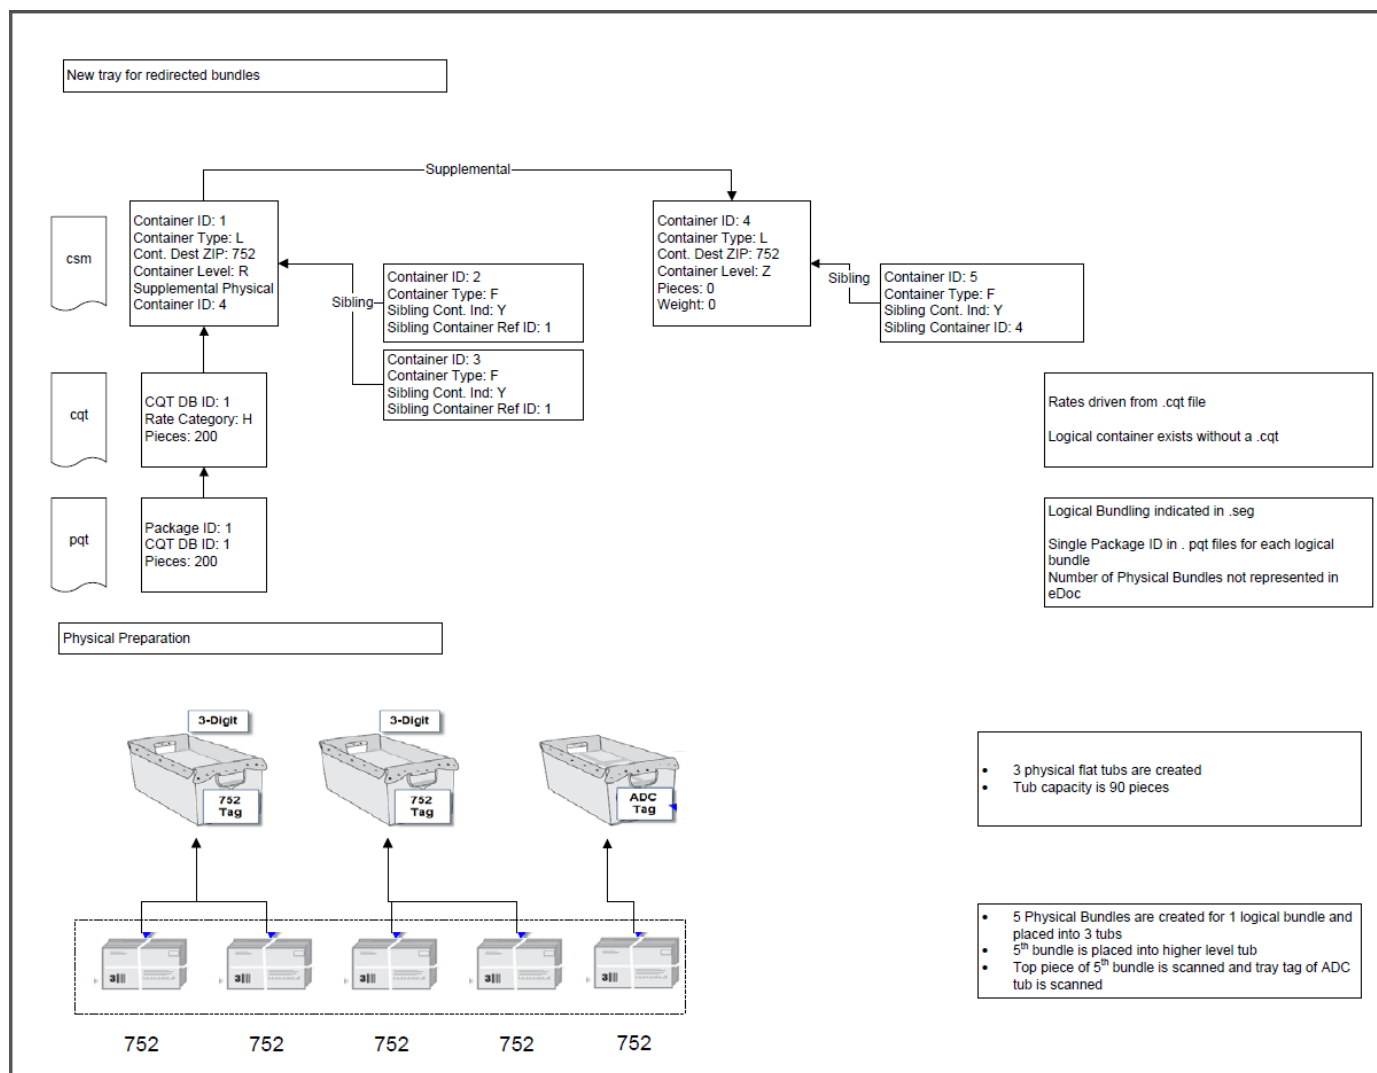 New tray for redirected bundles
Supplemental
csm
Container ID: 1
Container Type: L
Cont. Dest ZIP: 752
Container Level: R
Supplemental Physical
Container ID: 4
Sibling
Container ID: 2
Container Type: F
Sibling Cont. Ind: Y
Sibling Container Ref ID: 1
Container ID: 3
Container Type: F
Sibling Cont. Ind: Y
Sibling Container Ref ID: 1
Container ID: 4
Container Type: L
Cont. Dest ZIP: 752
Container Level: Z
Pieces: 0
Weight: 0
Sibling
Container ID: 5
Container Type: F
Sibling Cont. Ind: Y
Sibling Container ID: 4
cqt
CQT DB ID: 1
Rate Category: H
Pieces: 200
Rates driven from .cqt file
Logical container exists without a .cqt
pqt
Package ID: 1
CQT DB ID: 1
Pieces: 200
Logical Bundling indicated in .seg
Single Package ID in . pqt files for each logical
bundle
Number of Physical Bundles not represented in
eDoc
Physical Preparation
3-Digit
752
Tag
3-Digit
752
Tag
ADC
Tag
• 3 physical flat tubs are created
• Tub capacity is 90 pieces
3
3
3
3
3
752
752
752
752
752
• 5 Physical Bundles are created for 1 logical bundle and
placed into 3 tubs
• 5th bundle is placed into higher level tub
• Top piece of 5th bundle is scanned and tray tag of ADC
tub is scanned